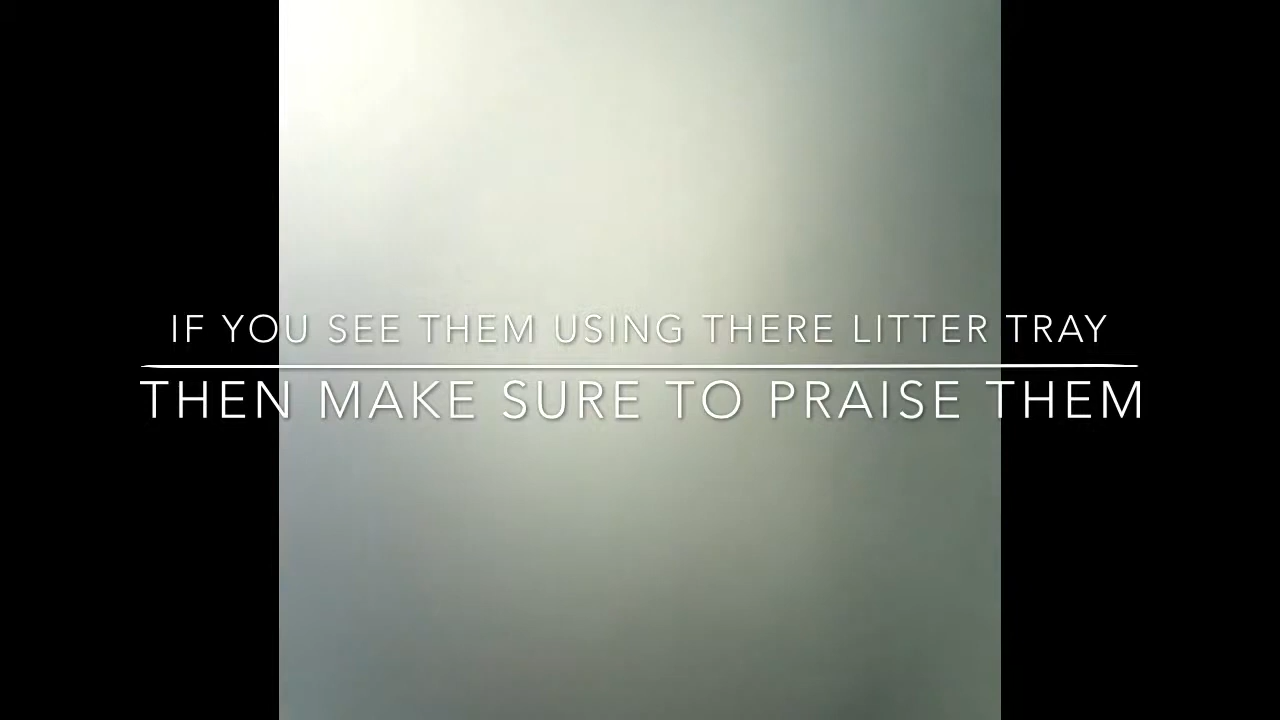 IF YOU SEE THEM USING THERE LITTER TRAY
THEN MAKE SURE TO PRAISE THEM